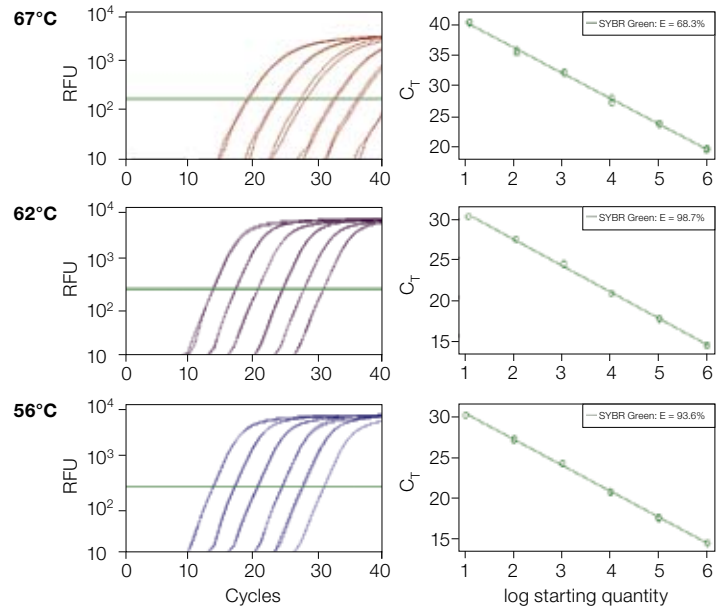 67°C
RFU
10⁴
10³
10²
10
0 10 20 30 40
C_T
40
35
30
25
20
1 2 3 4 5 6
SYBR Green: E = 68.3%
62°C
RFU
10⁴
10³
10²
10
0 10 20 30 40
C_T
30
25
20
15
1 2 3 4 5 6
SYBR Green: E = 98.7%
56°C
RFU
10⁴
10³
10²
10
0 10 20 30 40
Cycles
C_T
30
25
20
15
1 2 3 4 5 6
SYBR Green: E = 93.6%
log starting quantity